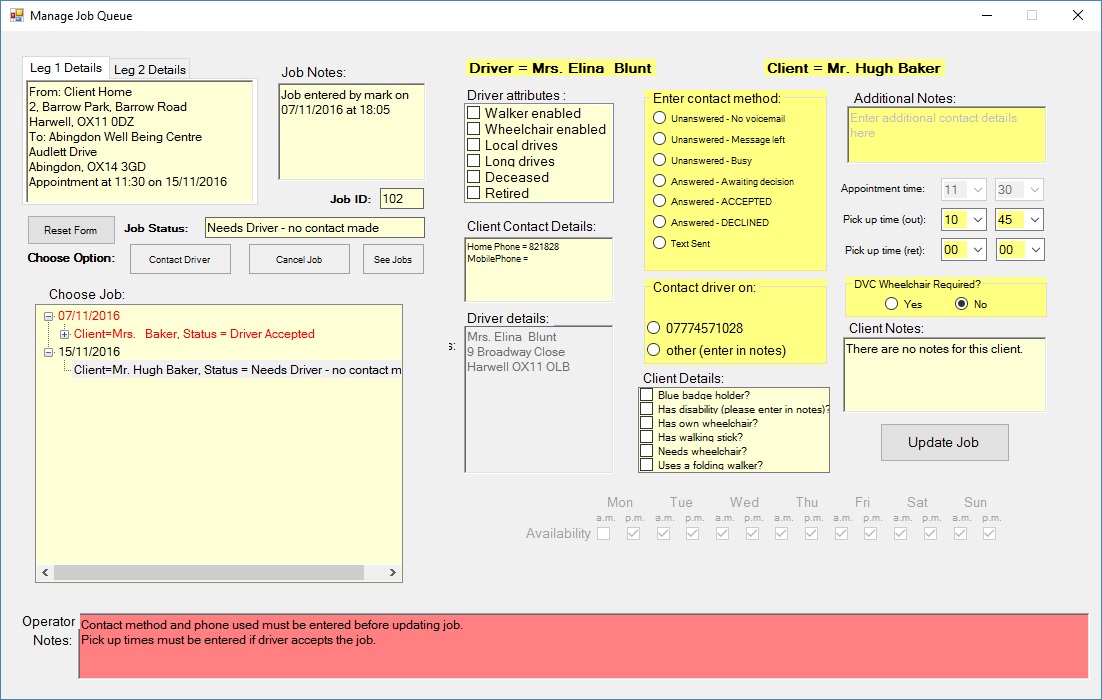 Manage Job Queue
Leg 1 Details
Leg 2 Details
From: Client Home
2, Barrow Park, Barrow Road
Harwell, OX11 0DZ
To: Abingdon Well Being Centre
Audlett Drive
Abingdon, OX14 3GD
Appointment at 11:30 on 15/11/2016
Job Notes:
Job entered by mark on
07/11/2016 at 18:05
Job ID: 102
Reset Form
Job Status: Needs Driver - no contact made
Choose Option:
Contact Driver
Cancel Job
See Jobs
Choose Job:
07/11/2016
Client=Mrs. Baker, Status = Driver Accepted
15/11/2016
Client=Mr. Hugh Baker, Status = Needs Driver - no contact m
Driver = Mrs. Elina Blunt
Client = Mr. Hugh Baker
Driver attributes :
Walker enabled
Wheelchair enabled
Local drives
Long drives
Deceased
Retired
Client Contact Details:
Home Phone = 821828
MobilePhone =
Driver details:
s:
Mrs. Elina Blunt
9 Broadway Close
Harwell OX11 OLB
Enter contact method:
Unanswered - No voicemail
Unanswered - Message left
Unanswered - Busy
Answered - Awaiting decision
Answered - ACCEPTED
Answered - DECLINED
Text Sent
Contact driver on:
07774571028
other (enter in notes)
Client Details:
Blue badge holder?
Has disability (please enter in notes)?
Has own wheelchair?
Has walking stick?
Needs wheelchair?
Uses a folding walker?
Additional Notes:
Enter additional contact details
here
Appointment time: 11 30
Pick up time (out): 10 45
Pick up time (ret): 00 00
DVC Wheelchair Required?
Yes No
Client Notes:
There are no notes for this client.
Update Job
Mon Tue Wed Thu Fri Sat Sun
a.m. p.m. a.m. p.m. a.m. p.m. a.m. p.m. a.m. p.m. a.m. p.m. a.m. p.m.
Availability
Operator
Notes:
Contact method and phone used must be entered before updating job.
Pick up times must be entered if driver accepts the job.